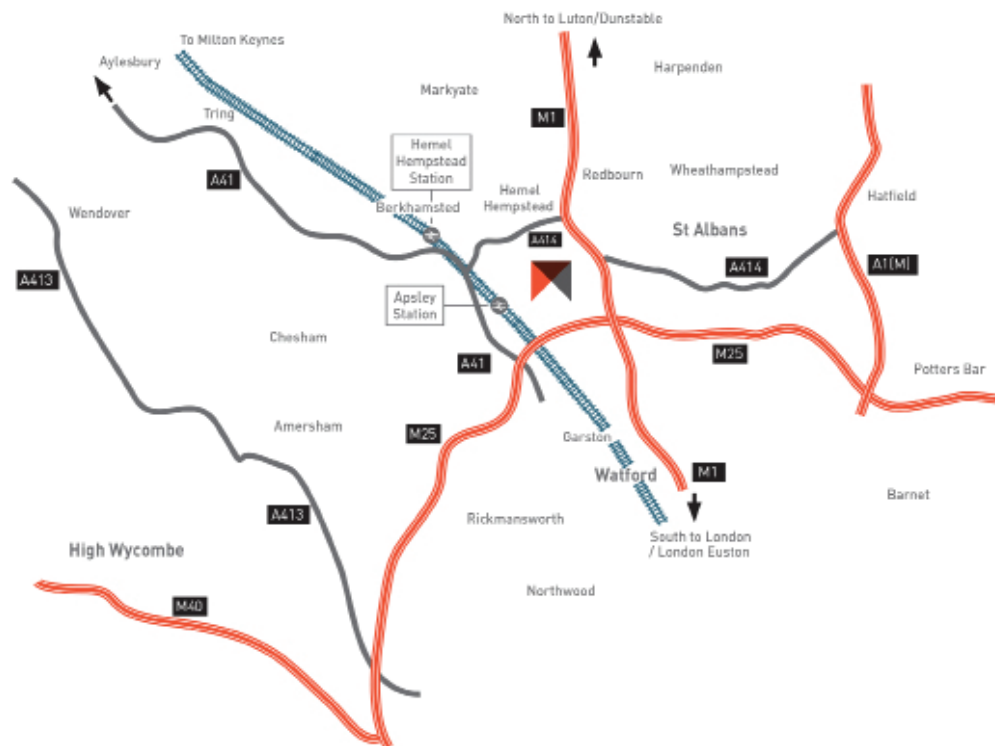 North to Luton/Dunstable
To Milton Keynes
Aylesbury
Harpenden
Markyate
Tring
M1
Hemel
Hempstead
Station
Redbourn
Wheathampstead
A41
Hemel
Hempstead
Hatfield
Wendover
Berkhamsted
St Albans
A414
A413
A414
A1(M)
Apsley
Station
Chesham
M25
A41
Potters Bar
Amersham
M25
Garston
Watford
M1
Barnet
A413
Rickmansworth
South to London
/ London Euston
High Wycombe
Northwood
M40